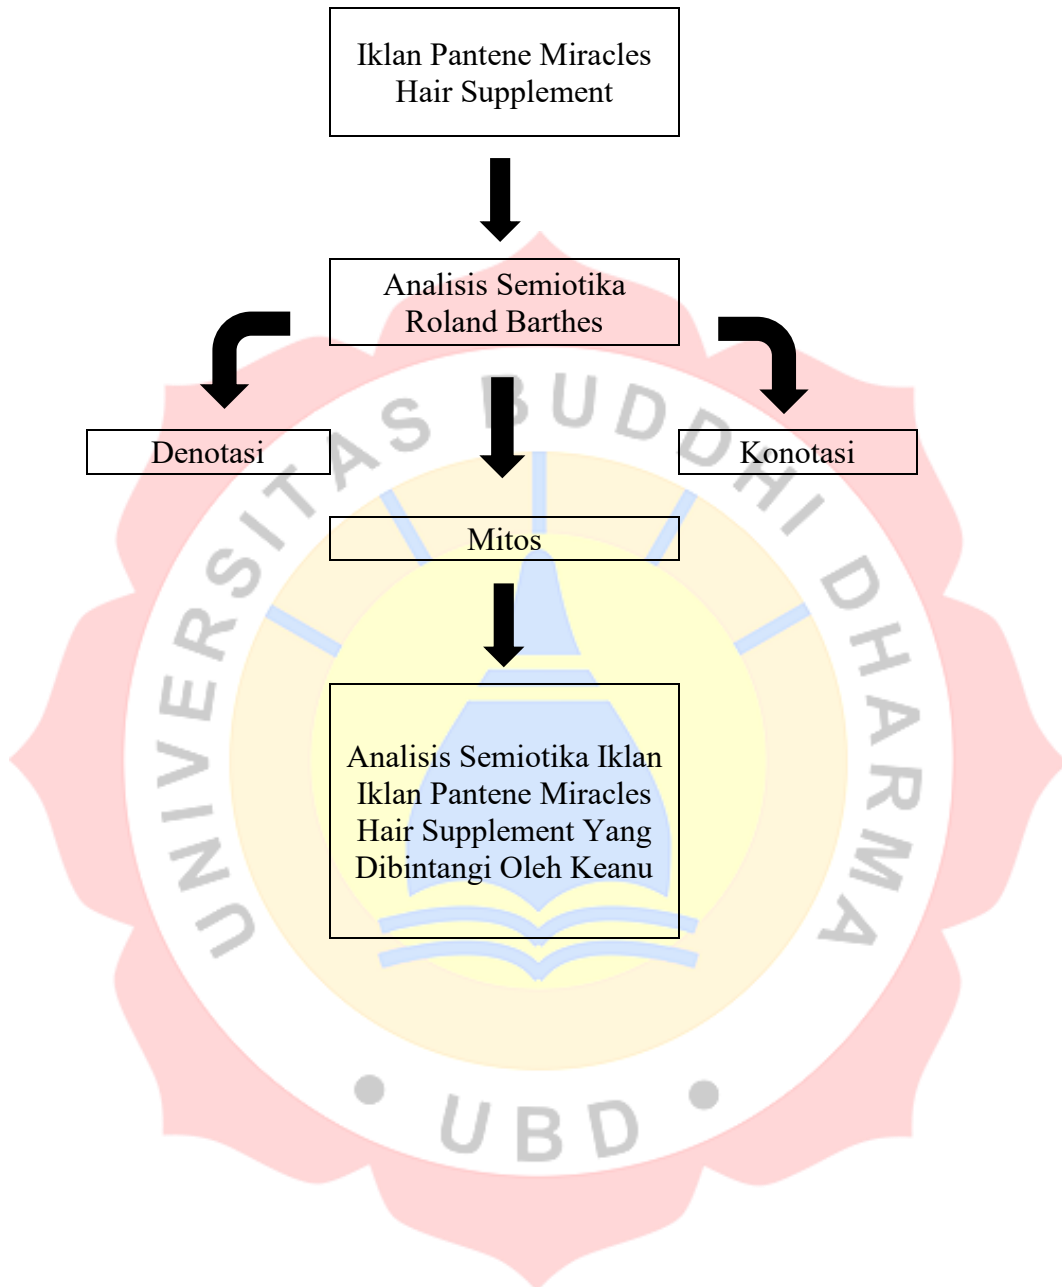 Iklan Pantene Miracles
Hair Supplement
Analisis Semiotika
Roland Barthes
Denotasi
Konotasi
Mitos
Analisis Semiotika Iklan
Iklan Pantene Miracles
Hair Supplement Yang
Dibintangi Oleh Keanu
UNIVERSITAS BUDDHI DHARMA
• UBD •